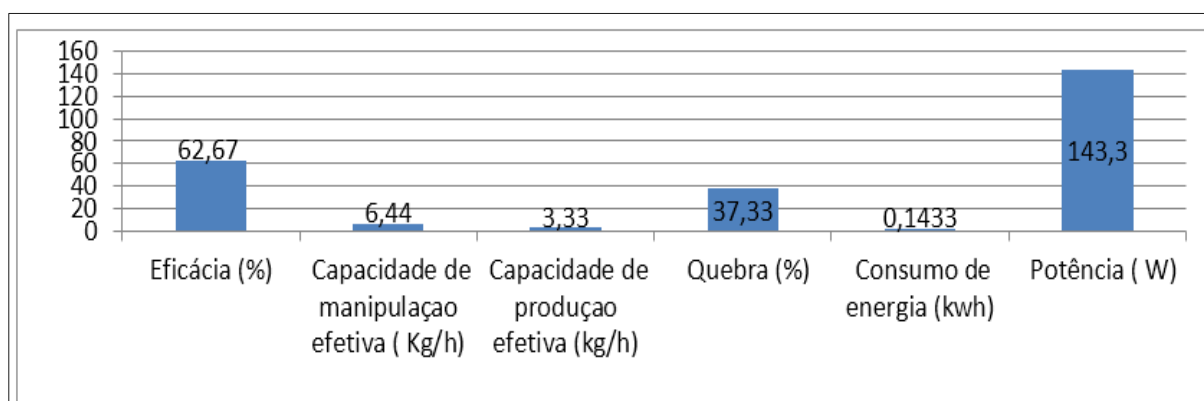 160
140
120
100
80
60
40
20
0
62,67
6,44
3,33
37,33
0,1433
143,3
Eficácia (%)
Capacidade de
manipulaçao
efetiva ( Kg/h)
Capacidade de
produçao
efetiva (kg/h)
Quebra (%)
Consumo de
energia (kwh)
Potência ( W)